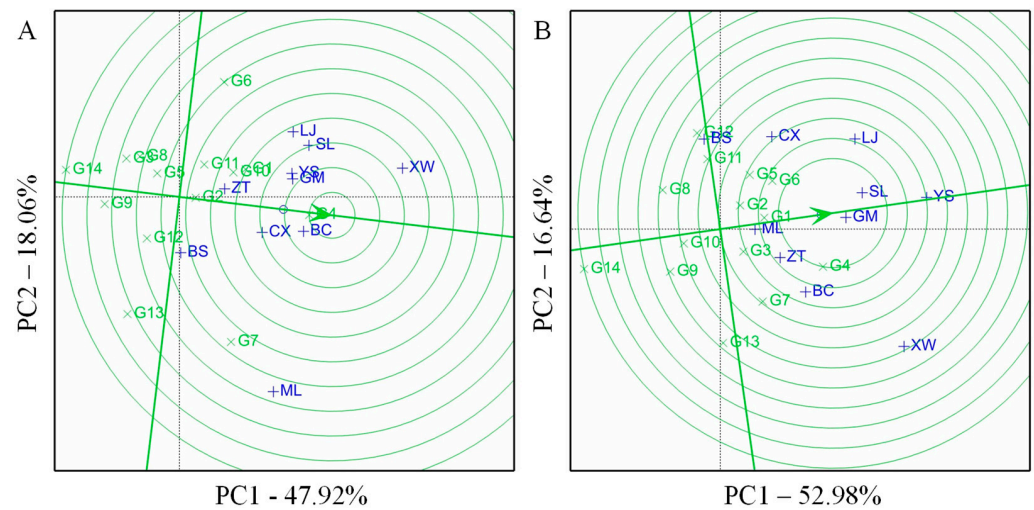 A
G6
LJ
SL
G3
G8
G14
G5
G11
G1
G10
YS
GM
XW
ZT
G2
G9
G4
CX
BC
G12
BS
G13
G7
ML
PC2 – 18.06%
PC1 - 47.92%
B
G12
BS
CX
LJ
G11
G5
G6
G8
SL
YS
G2
G1
GM
ML
G10
G3
ZT
G14
G9
G4
BC
G7
G13
XW
PC2 – 16.64%
PC1 – 52.98%